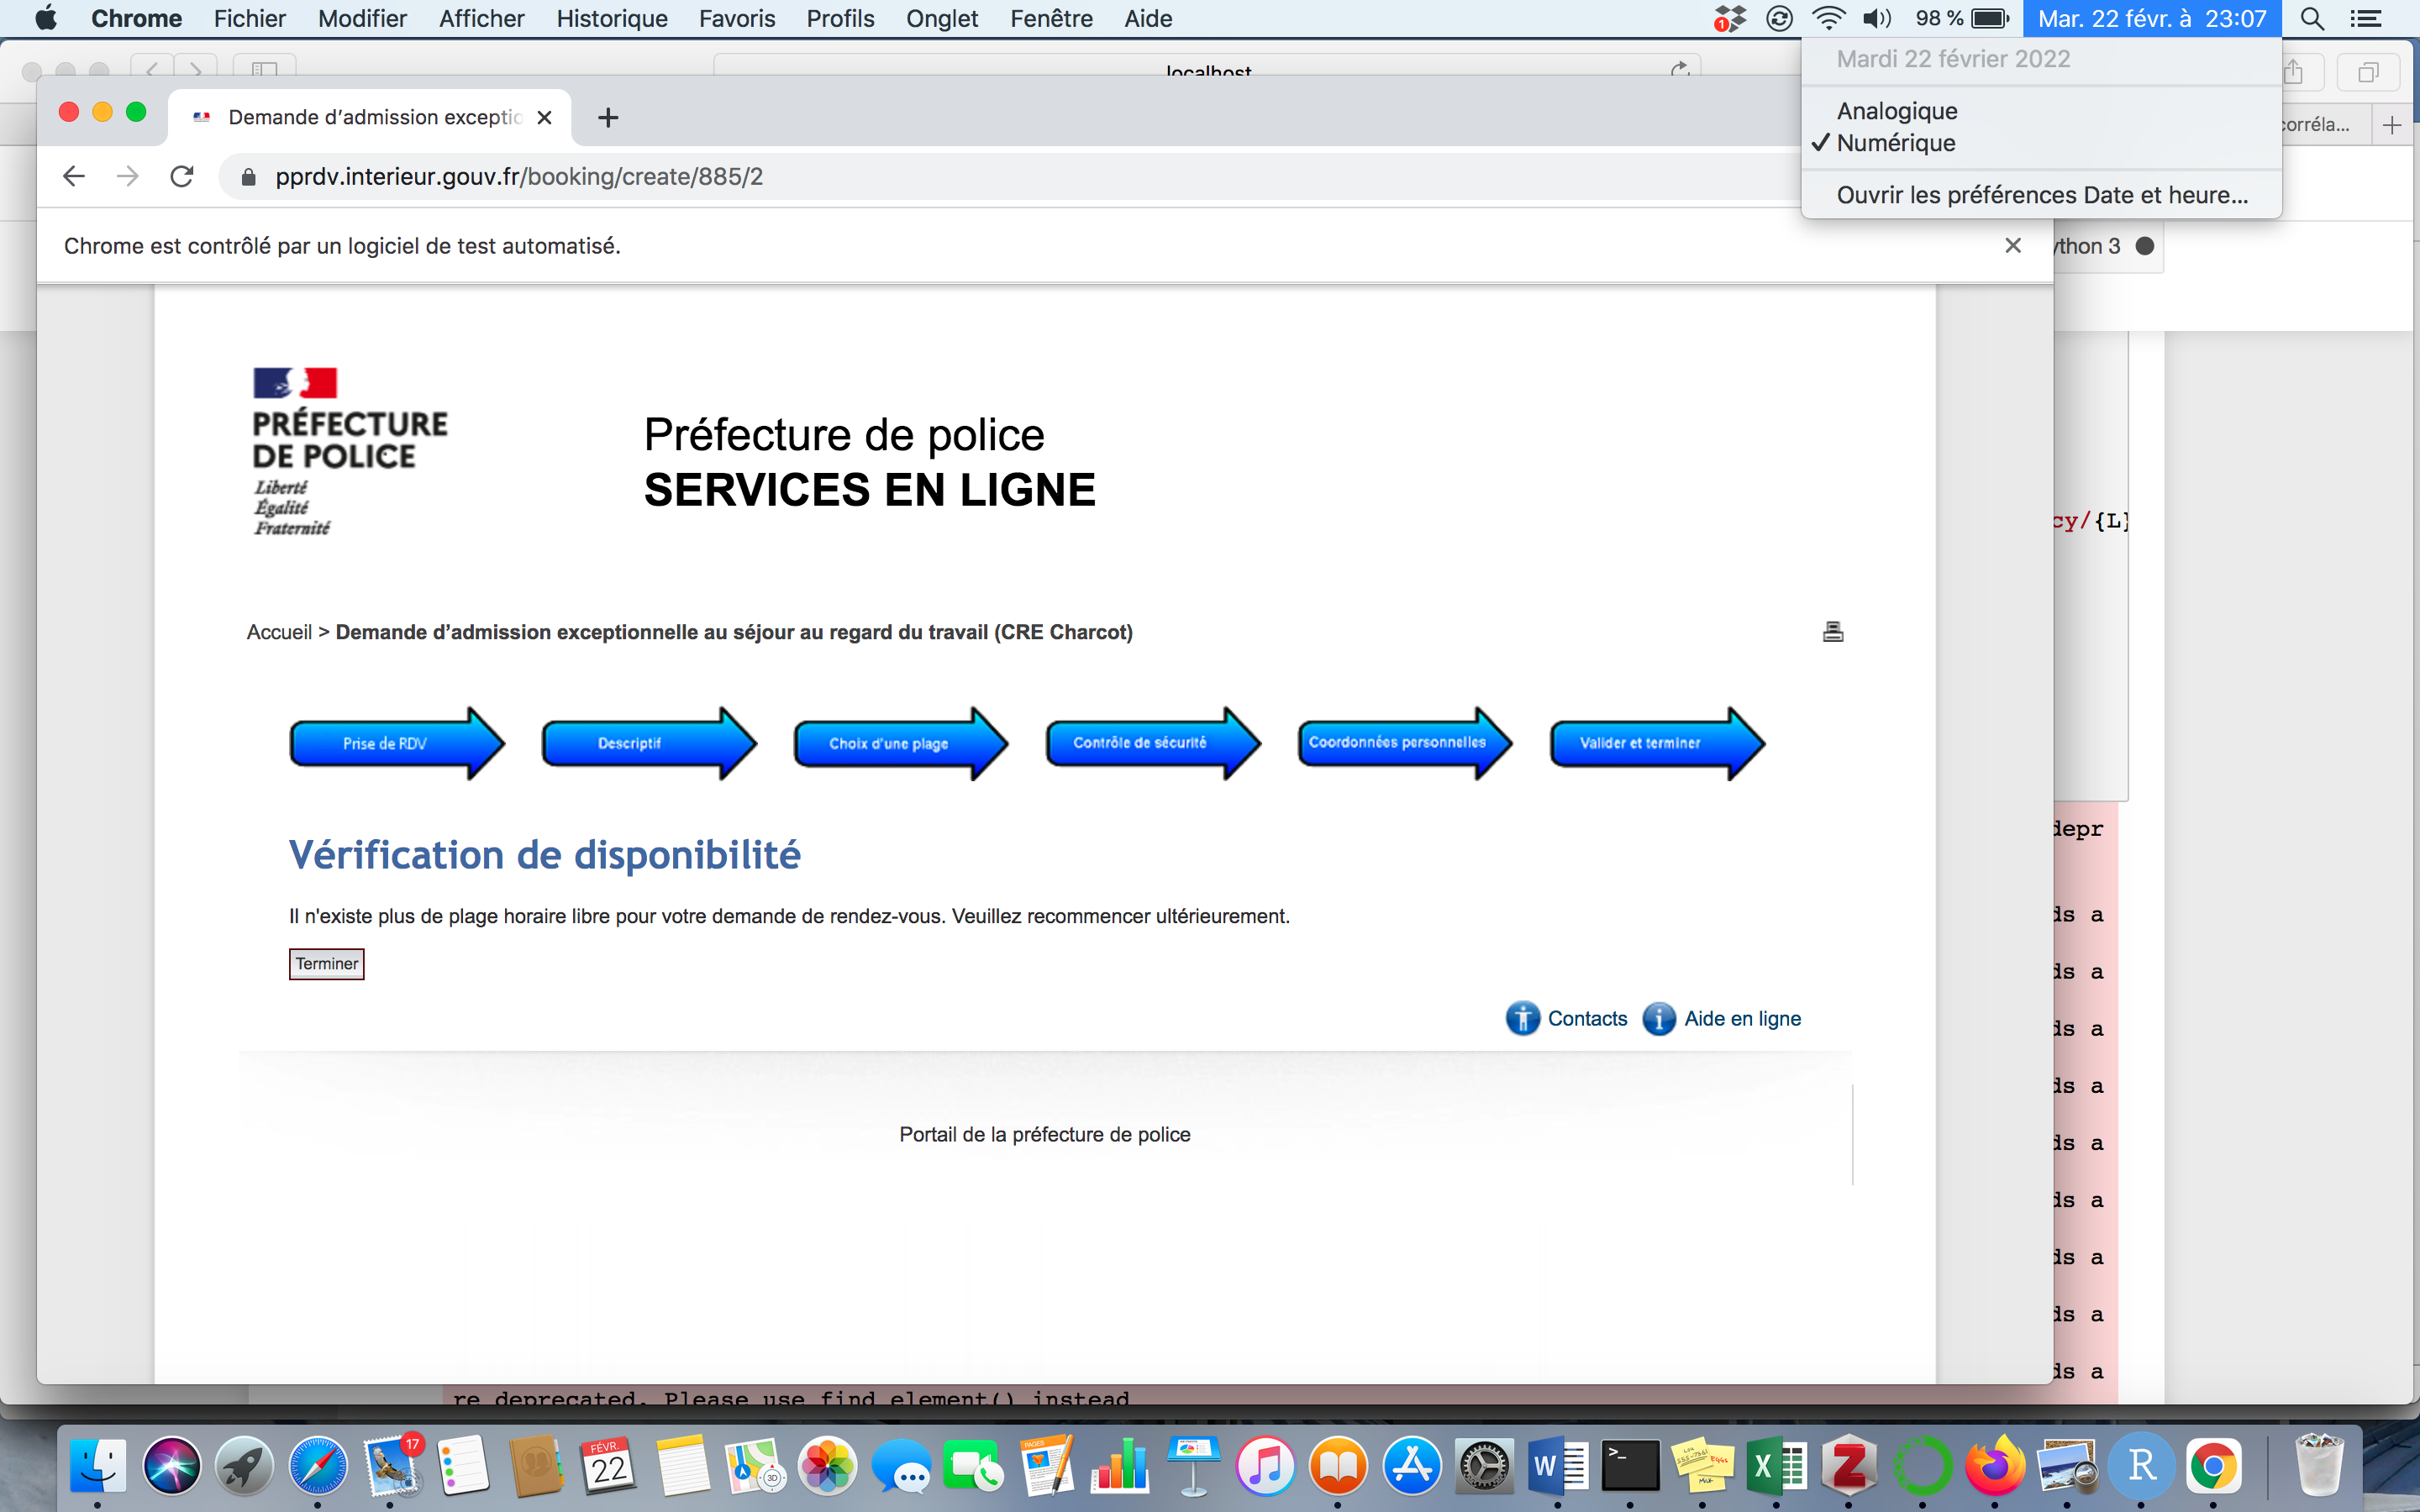 Chrome Fichier Modifier Afficher Historique Favoris Profils Onglet Fenêtre Aide 1 98 % Mar. 22 févr. à 23:07
Mardi 22 février 2022
Analogique
✓ Numérique
Ouvrir les préférences Date et heure...
localhost
Demande d'admission exceptio
corréla...
pprdv.interieur.gouv.fr/booking/create/885/2
Chrome est contrôlé par un logiciel de test automatisé.
ython 3
PRÉFECTURE
DE POLICE
Liberté
Égalité
Fraternité
Préfecture de police
SERVICES EN LIGNE
cy/{L}
Accueil > Demande d'admission exceptionnelle au séjour au regard du travail (CRE Charcot)
Prise de RDV Descriptif Choix d'une plage Contrôle de sécurité Coordonnées personnelles Valider et terminer
depr
Vérification de disponibilité
Il n'existe plus de plage horaire libre pour votre demande de rendez-vous. Veuillez recommencer ultérieurement.
ds a
Terminer
ds a
Contacts Aide en ligne
ds a
ds a
Portail de la préfecture de police
ds a
ds a
ds a
ds a
ds a
re deprecated. Please use find_element() instead
17
FÉVR.
22
3D
PAGES
W
>_
X
Z
R